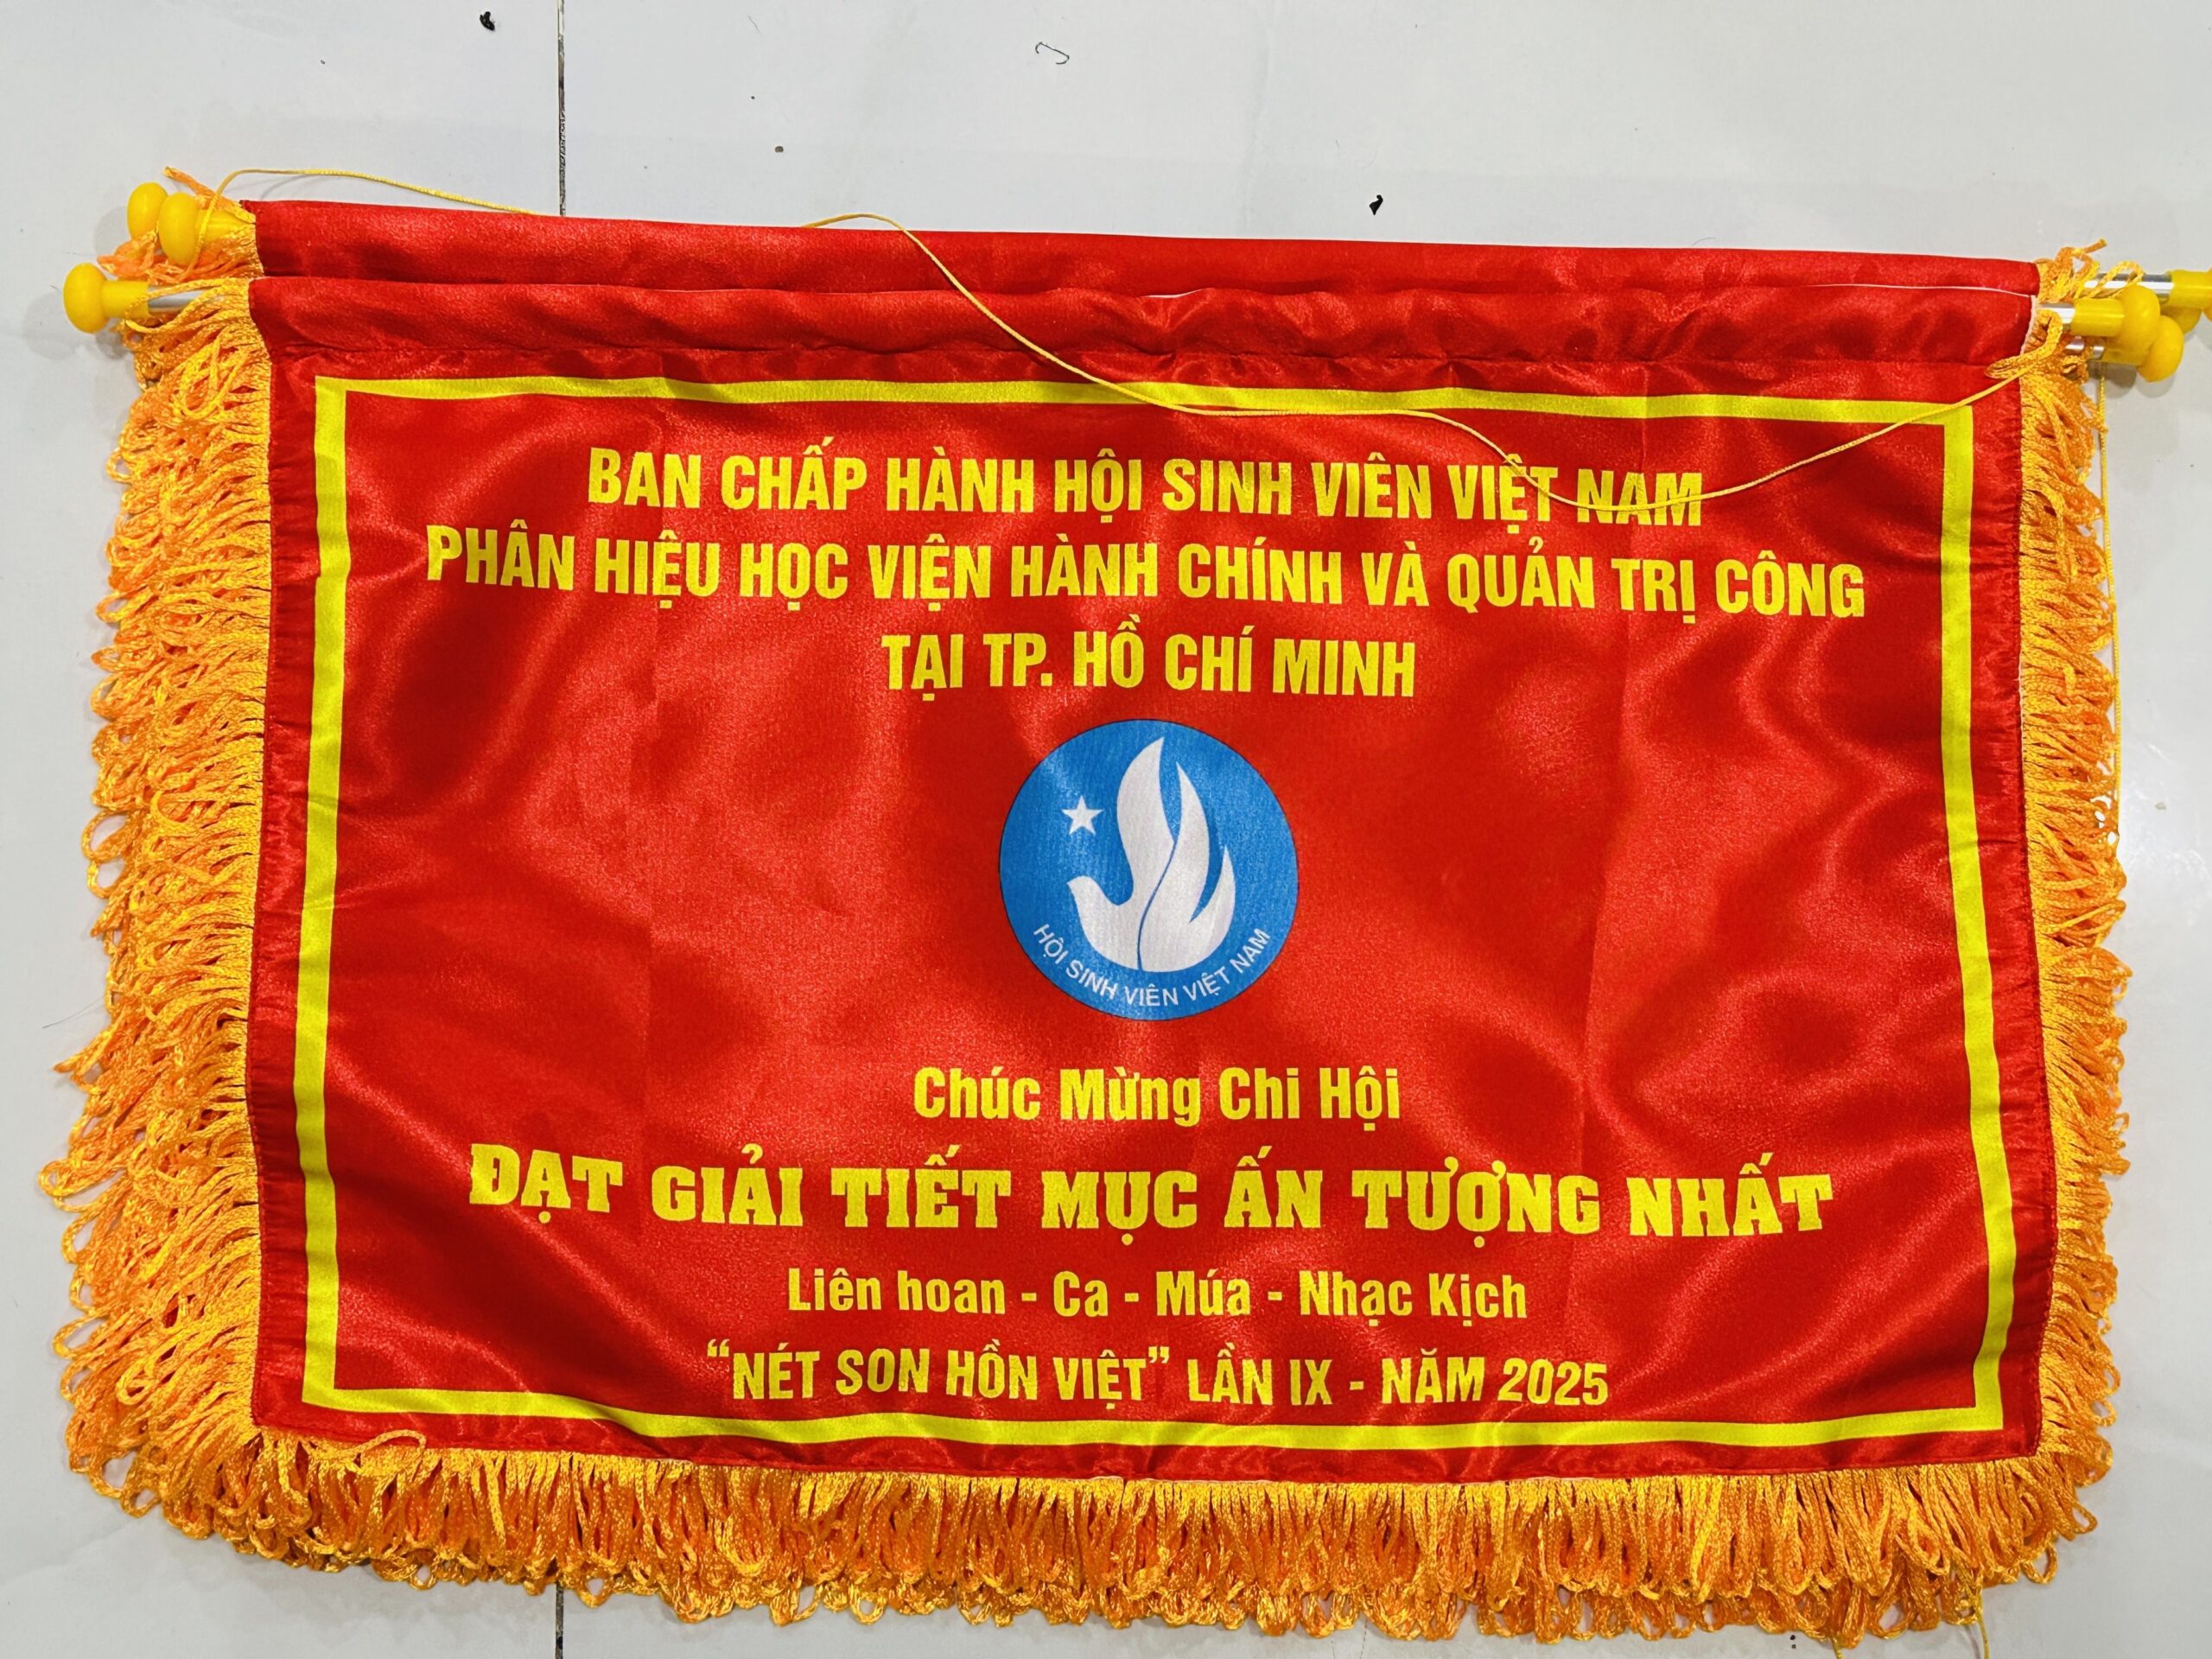 BAN CHẤP HÀNH HỘI SINH VIÊN VIỆT NAM
PHÂN HIỆU HỌC VIỆN HÀNH CHÍNH VÀ QUẢN TRỊ CÔNG
TẠI TP. HỒ CHÍ MINH
HỘI SINH VIÊN VIỆT NAM
Chúc Mừng Chi Hội
ĐẠT GIẢI TIẾT MỤC ẤN TƯỢNG NHẤT
Liên hoan - Ca - Múa - Nhạc Kịch
“NÉT SON HỒN VIỆT” LẦN IX - NĂM 2025